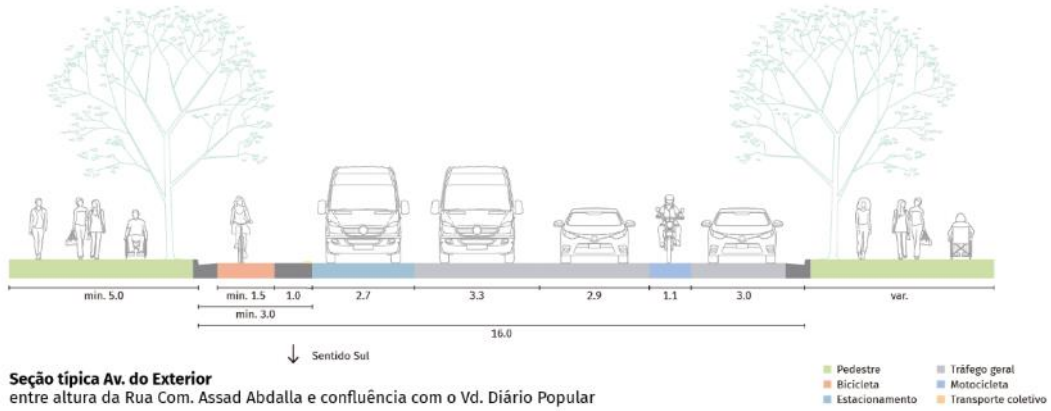 min. 5.0
min. 1.5
1.0
2.7
3.3
2.9
1.1
3.0
var.
min. 3.0
16.0
Sentido Sul
Seção típica Av. do Exterior
entre altura da Rua Com. Assad Abdalla e confluência com o Vd. Diário Popular
Pedestre
Bicicleta
Estacionamento
Tráfego geral
Motocicleta
Transporte coletivo